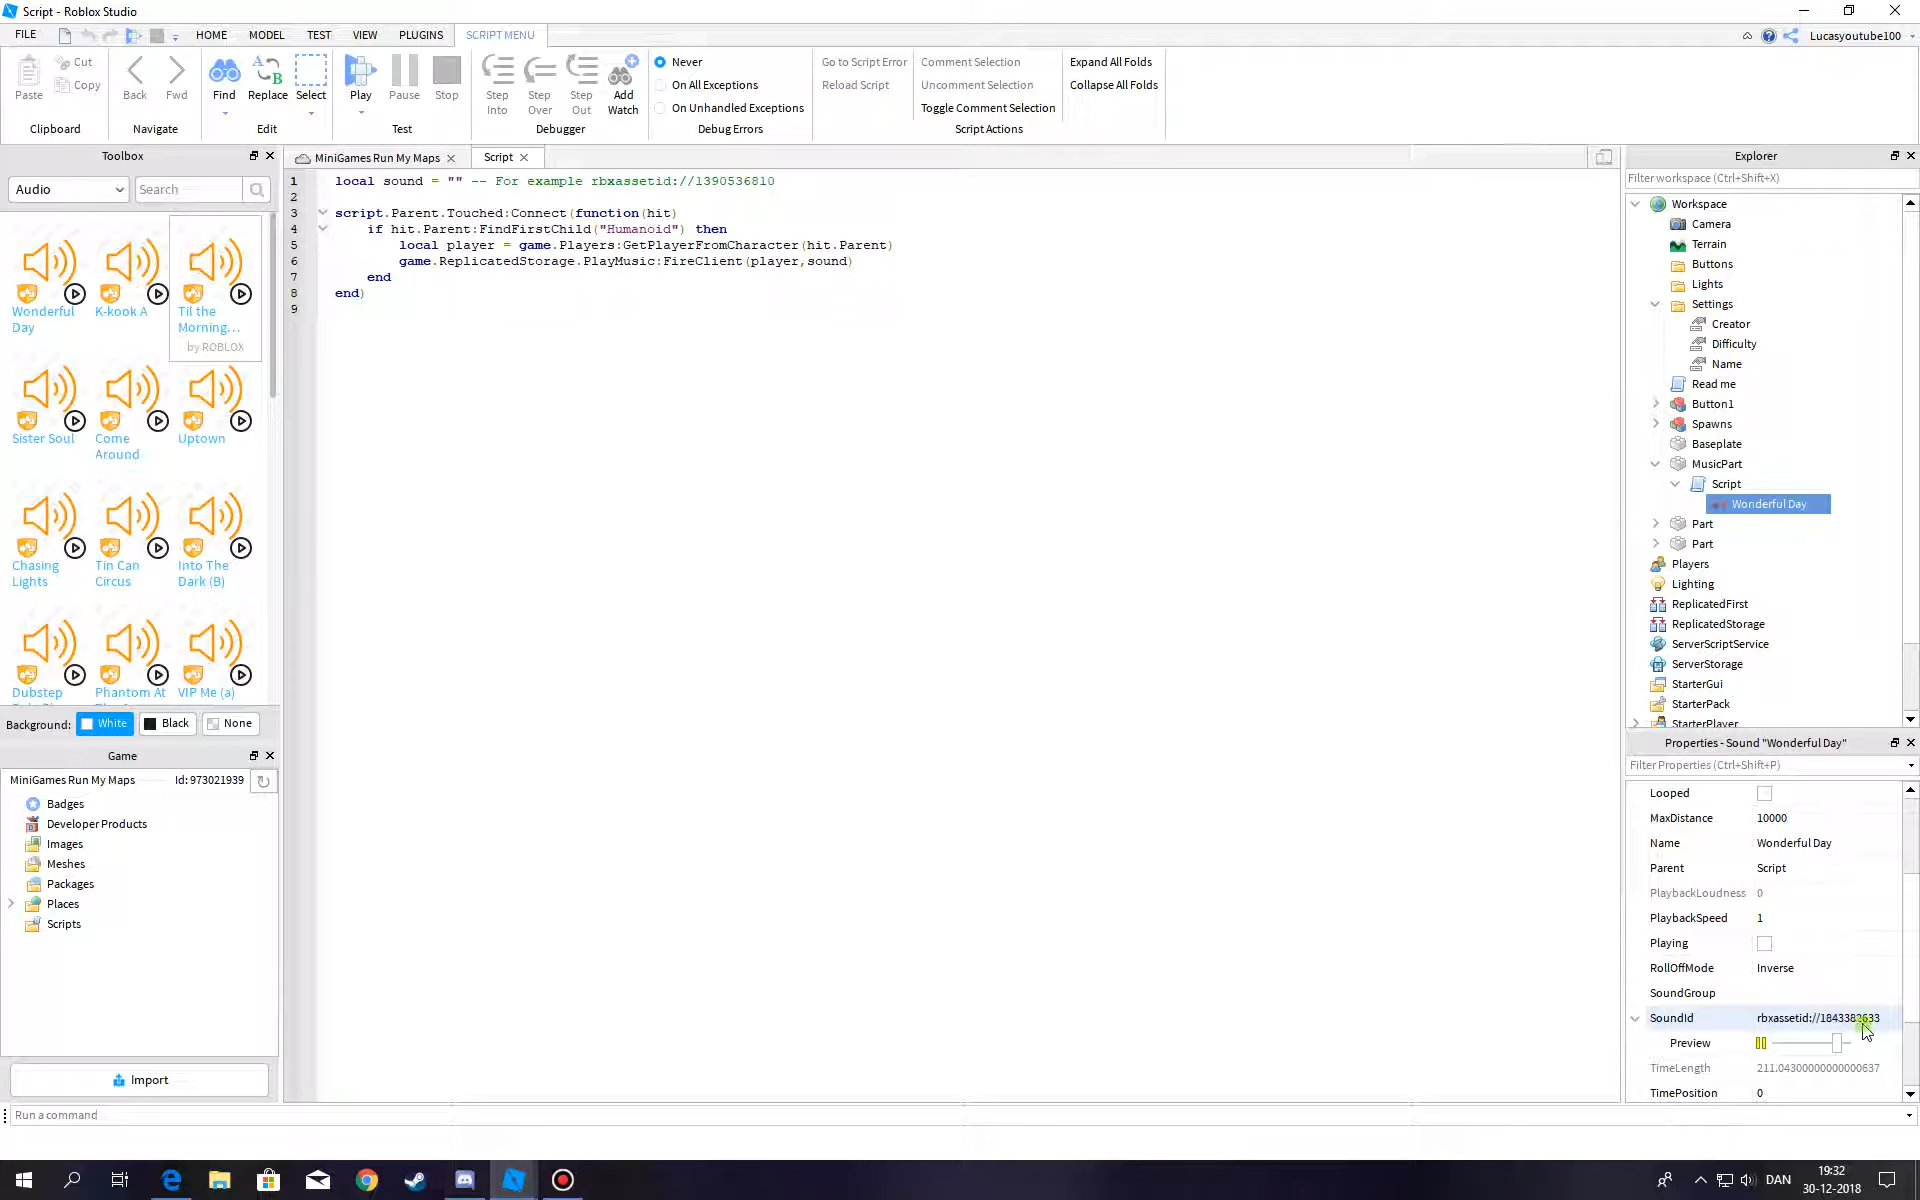 Script - Roblox Studio
FILE HOME MODEL TEST VIEW PLUGINS SCRIPT MENU Lucasyoutube100
Paste Cut Copy Back Fwd Find Replace Select Play Pause Stop Step Into Step Over Step Out Add Watch
Never
On All Exceptions
On Unhandled Exceptions
Go to Script Error
Reload Script
Comment Selection
Uncomment Selection
Toggle Comment Selection
Expand All Folds
Collapse All Folds
Clipboard Navigate Edit Test Debugger Debug Errors Script Actions
Toolbox
Audio Search
Wonderful Day
K-kook A
Til the Morning...
by ROBLOX
Sister Soul
Come Around
Uptown
Chasing Lights
Tin Can Circus
Into The Dark (B)
Dubstep
Phantom At
VIP Me (a)
Background: White Black None
Game
MiniGames Run My Maps Id: 973021939
Badges
Developer Products
Images
Meshes
Packages
Places
Scripts
Import
Run a command
MiniGames Run My Maps Script
1 local sound = "" -- For example rbxassetid://1390536810
2
3 script.Parent.Touched:Connect(function(hit)
4 if hit.Parent:FindFirstChild("Humanoid") then
5 local player = game.Players:GetPlayerFromCharacter(hit.Parent)
6 game.ReplicatedStorage.PlayMusic:FireClient(player,sound)
7 end
8 end)
9
Explorer
Filter workspace (Ctrl+Shift+X)
Workspace
Camera
Terrain
Buttons
Lights
Settings
Creator
Difficulty
Name
Read me
Button1
Spawns
Baseplate
MusicPart
Script
Wonderful Day
Part
Part
Players
Lighting
ReplicatedFirst
ReplicatedStorage
ServerScriptService
ServerStorage
StarterGui
StarterPack
StarterPlayer
Properties - Sound "Wonderful Day"
Filter Properties (Ctrl+Shift+P)
Looped
MaxDistance 10000
Name Wonderful Day
Parent Script
PlaybackLoudness 0
PlaybackSpeed 1
Playing
RollOffMode Inverse
SoundGroup
SoundId
Preview
TimeLength 211.04300000000000637
TimePosition 0
DAN 19:32
30-12-2018